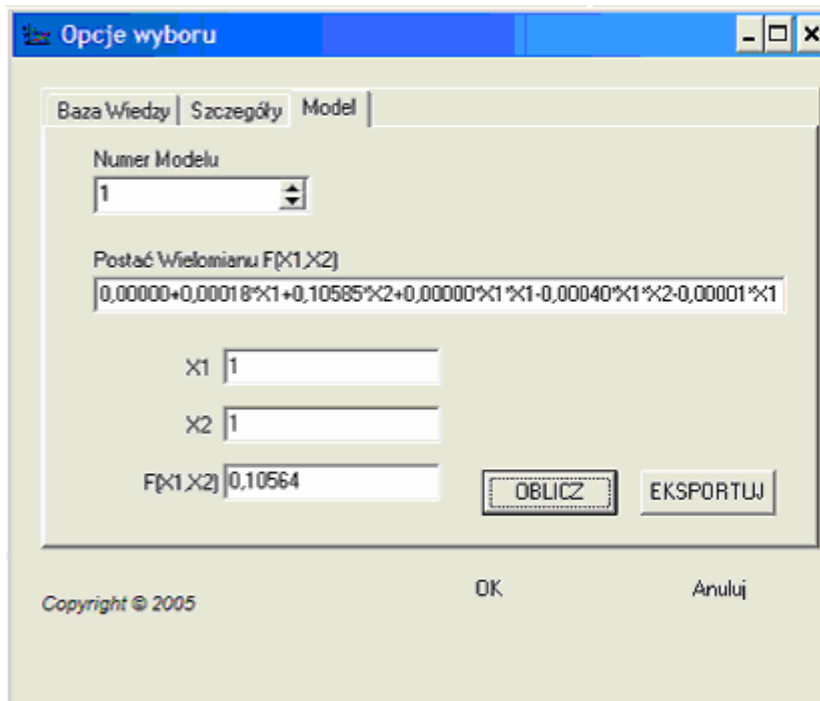 Opcje wyboru
Baza Wiedzy Szczegóły Model
Numer Modelu
1
Postać Wielomianu F(X1,X2)
0,00000+0,00018*X1+0,10585*X2+0,00000*X1*X1-0,00040*X1*X2-0,00001*X1
X1 1
X2 1
F(X1,X2) 0,10564
OBLICZ EKSPORTUJ
OK Anuluj
Copyright © 2005